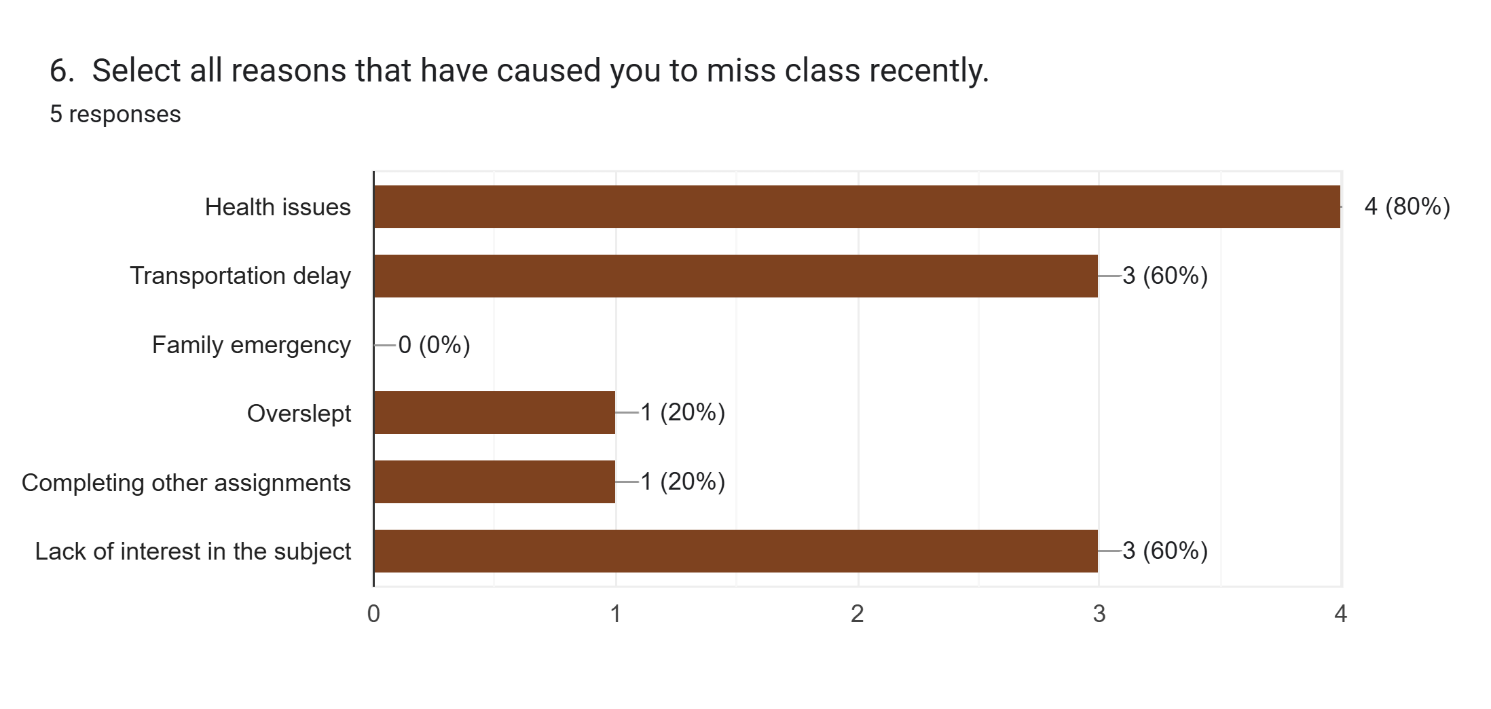 6. Select all reasons that have caused you to miss class recently.
5 responses
Health issues 4 (80%)
Transportation delay 3 (60%)
Family emergency 0 (0%)
Overslept 1 (20%)
Completing other assignments 1 (20%)
Lack of interest in the subject 3 (60%)
0 1 2 3 4